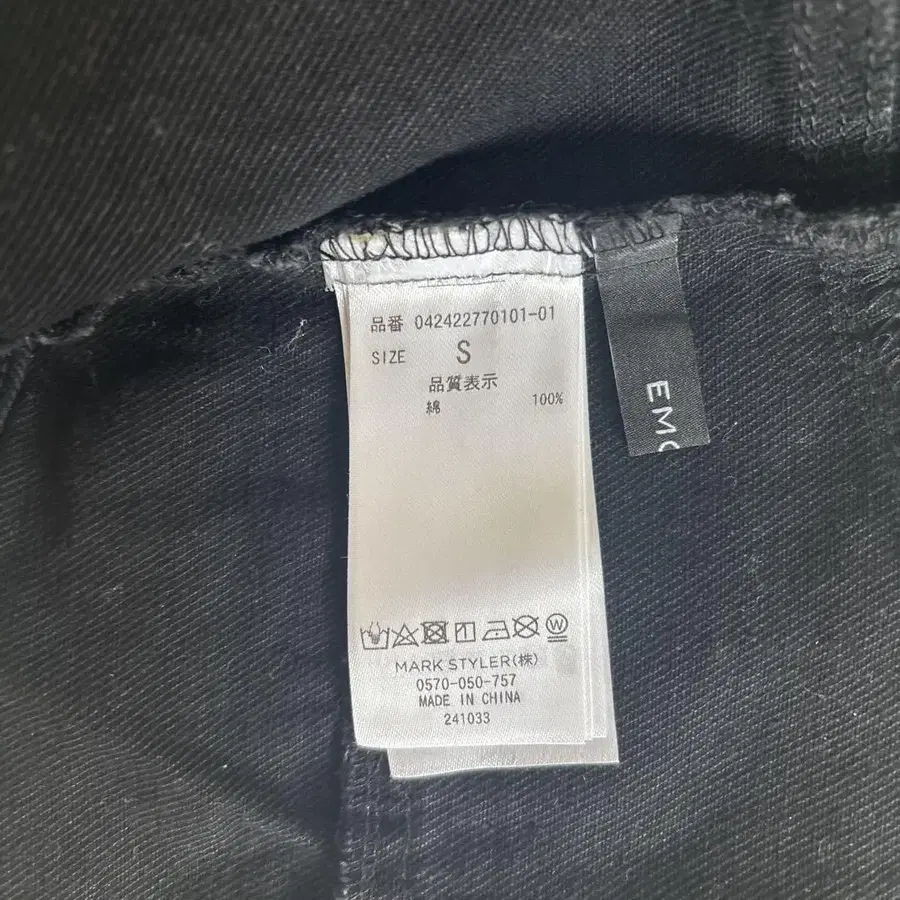 品番 042422770101-01
SIZE S
品質表示
綿 100%
MARK STYLER(株)
0570-050-757
MADE IN CHINA
241033
EMO